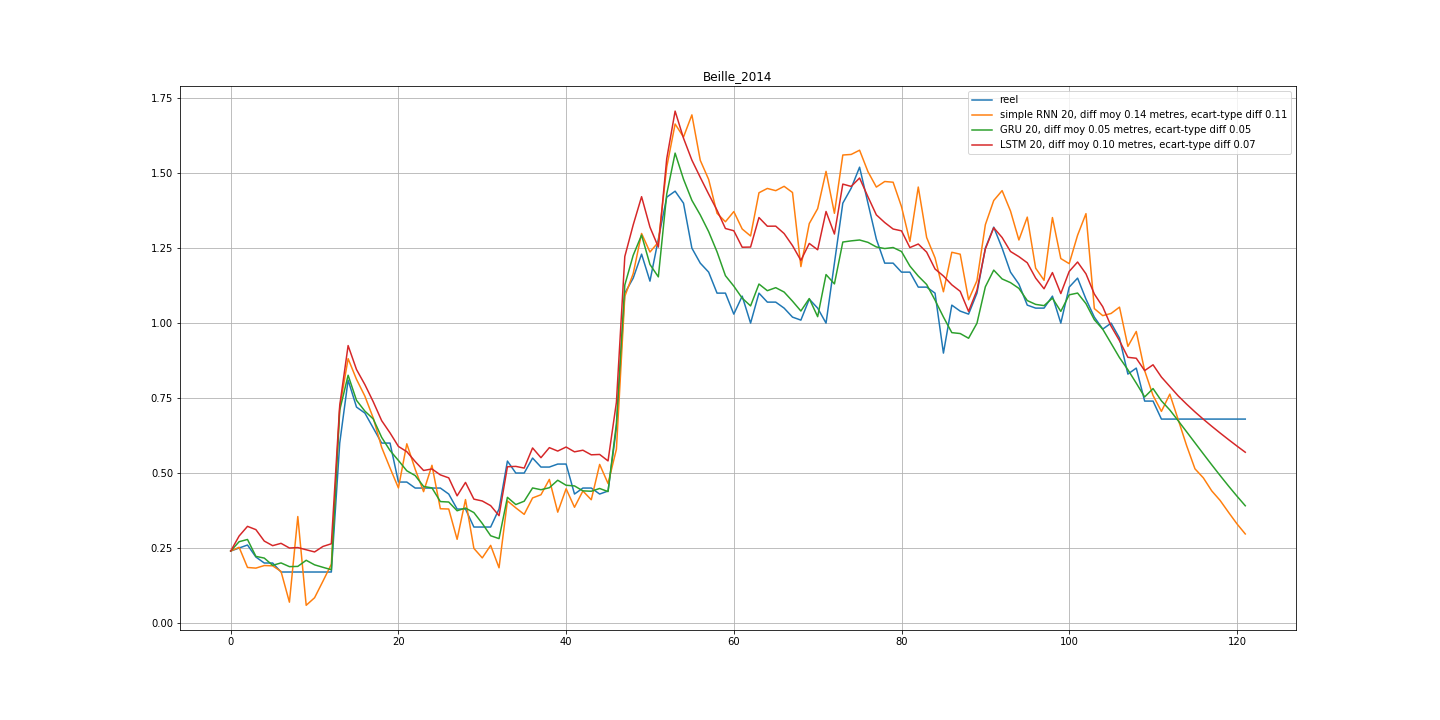 Beille_2014
reel
simple RNN 20, diff moy 0.14 metres, ecart-type diff 0.11
GRU 20, diff moy 0.05 metres, ecart-type diff 0.05
LSTM 20, diff moy 0.10 metres, ecart-type diff 0.07
1.75
1.50
1.25
1.00
0.75
0.50
0.25
0.00
0 20 40 60 80 100 120